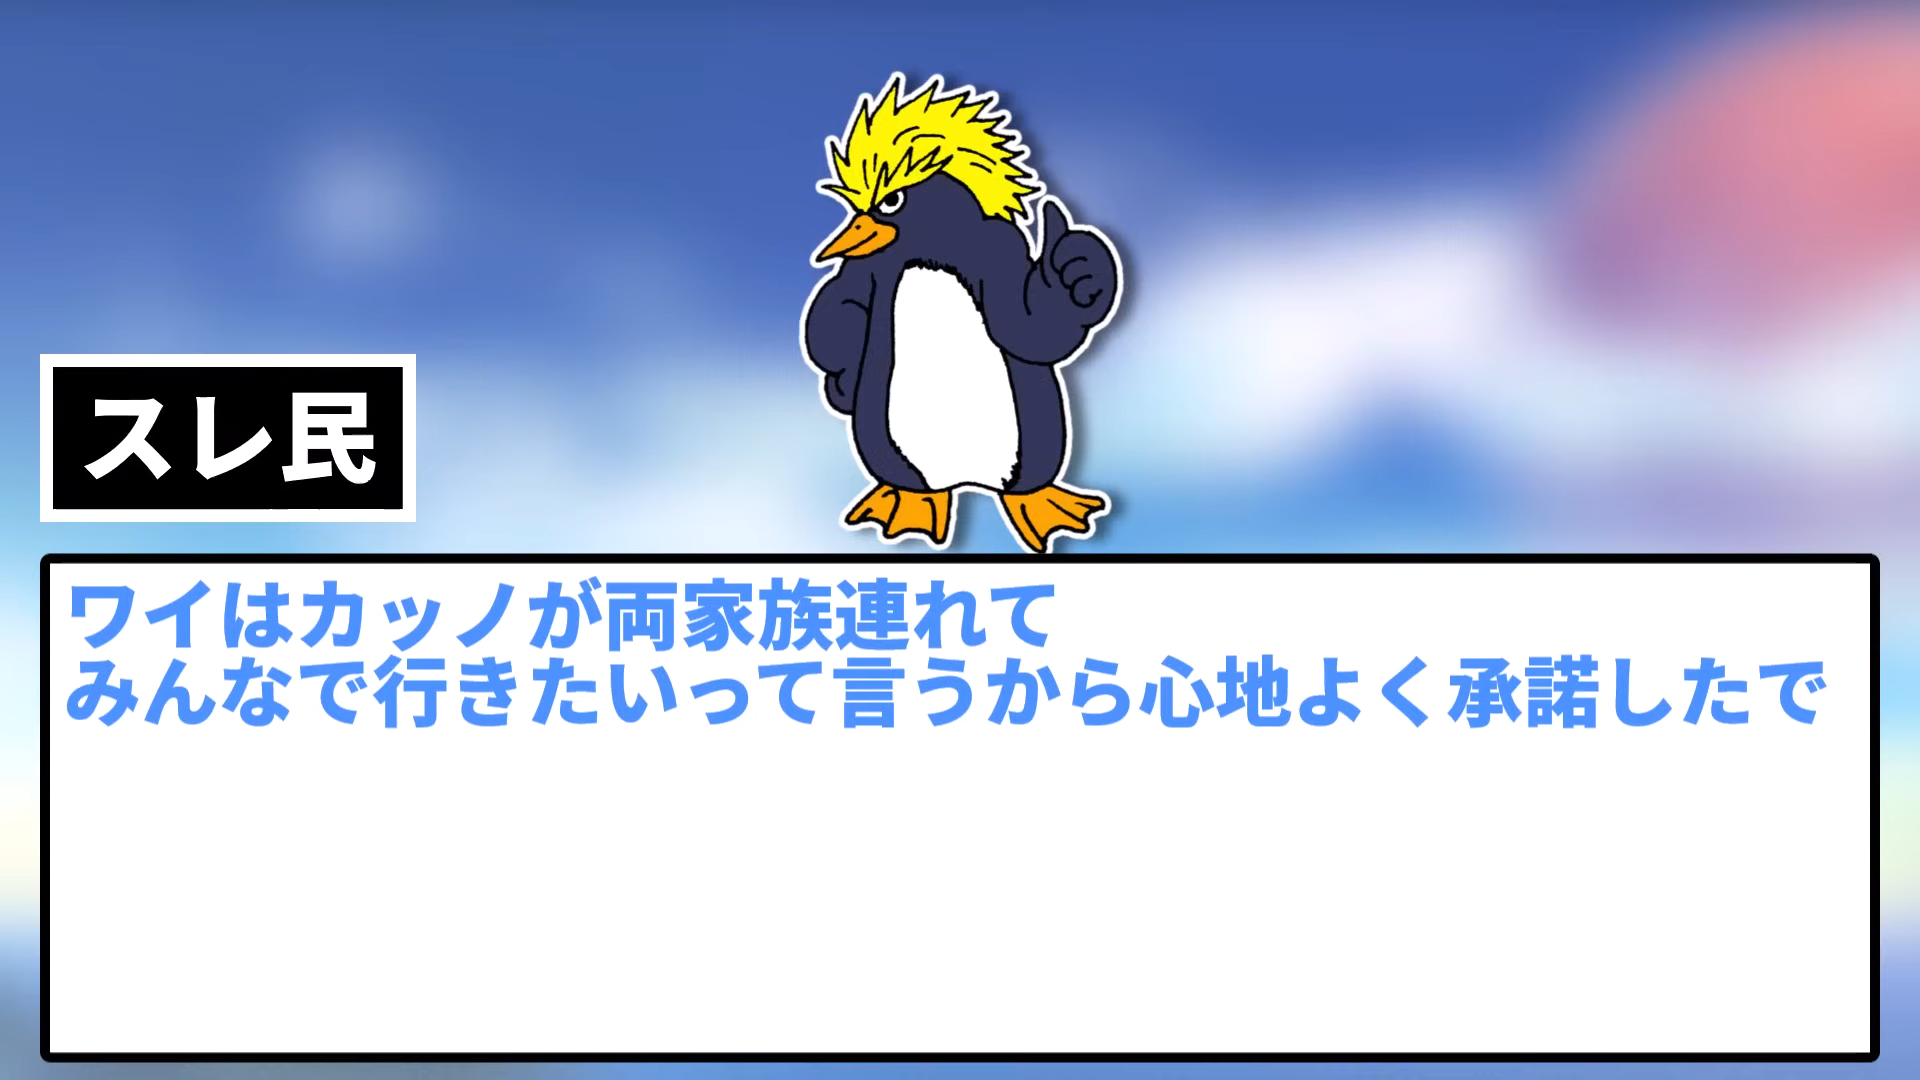 スレ民
ワイはカッノが両家族連れて
みんなで行きたいって言うから心地よく承諾したで